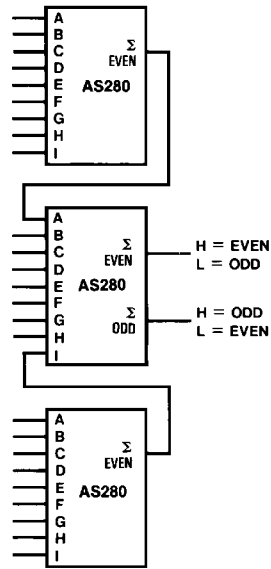 A
B
C
D
E
F
G
H
I
Σ
EVEN
AS280
A
B
C
D
E
F
G
H
I
Σ
EVEN
AS280
Σ
ODD
H = EVEN
L = ODD
H = ODD
L = EVEN
A
B
C
D
E
F
G
H
I
Σ
EVEN
AS280